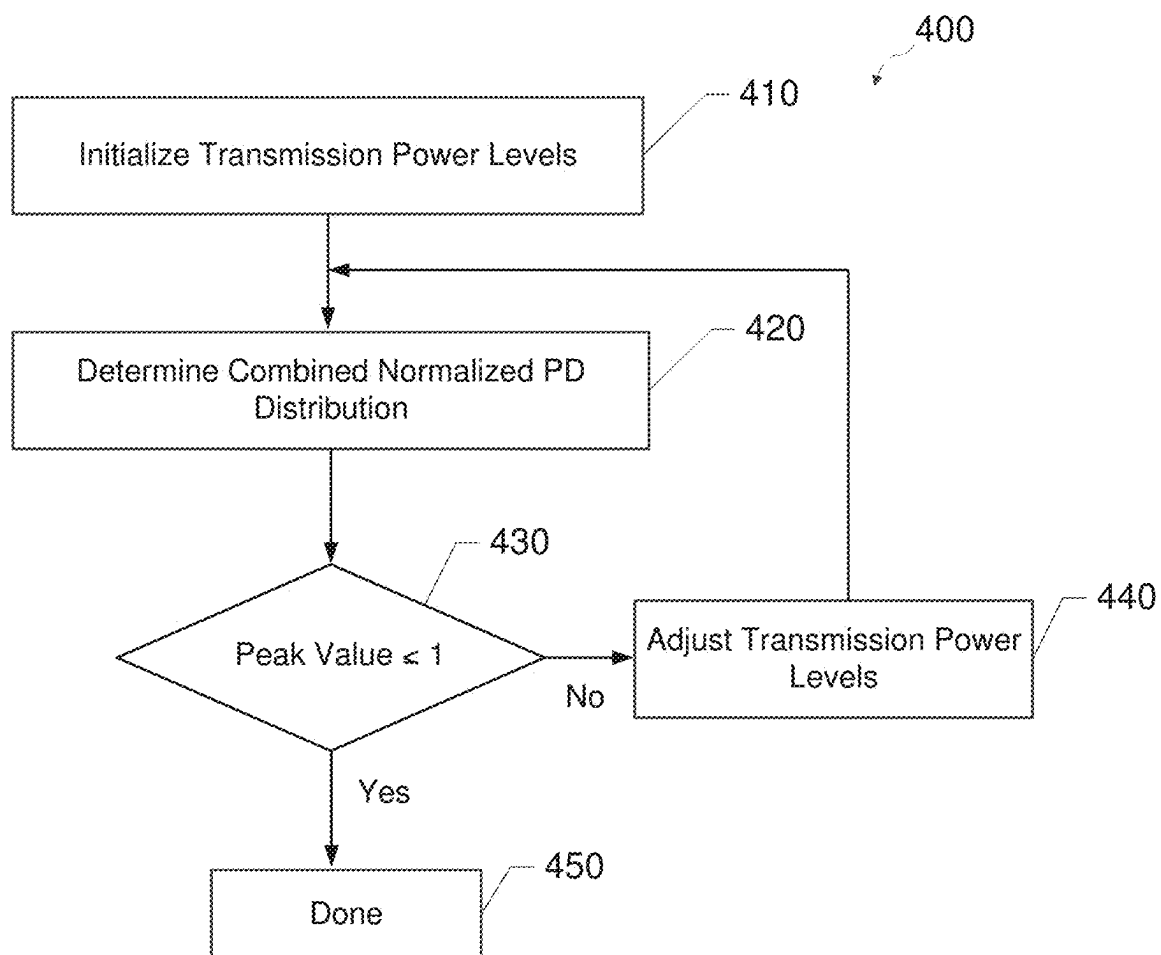 400
410
Initialize Transmission Power Levels
420
Determine Combined Normalized PD
Distribution
430
Peak Value ≤ 1
440
Adjust Transmission Power
Levels
No
Yes
450
Done